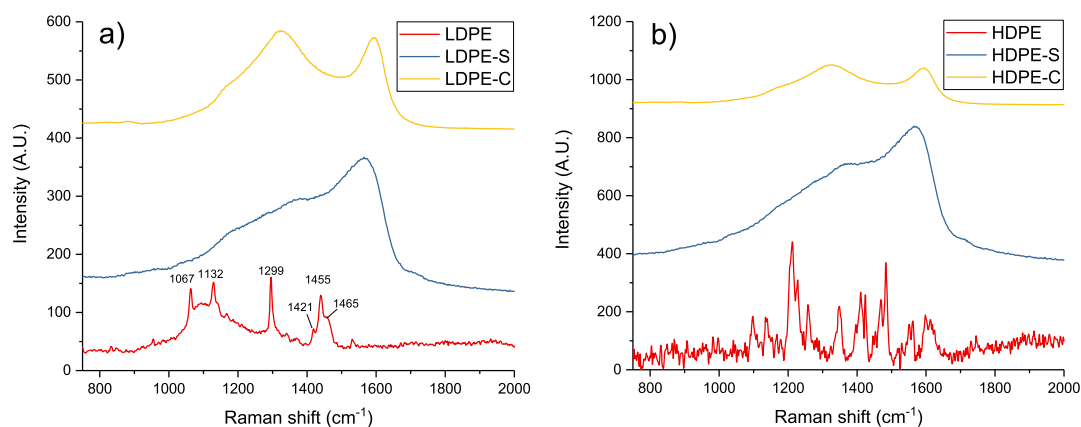 a)
LDPE
LDPE-S
LDPE-C
600
500
400
300
200
100
0
Intensity (A.U.)
1067
1132
1299
1421
1455
1465
800 1000 1200 1400 1600 1800 2000
Raman shift (cm⁻¹)
b)
HDPE
HDPE-S
HDPE-C
1200
1000
800
600
400
200
0
Intensity (A.U.)
800 1000 1200 1400 1600 1800 2000
Raman shift (cm⁻¹)